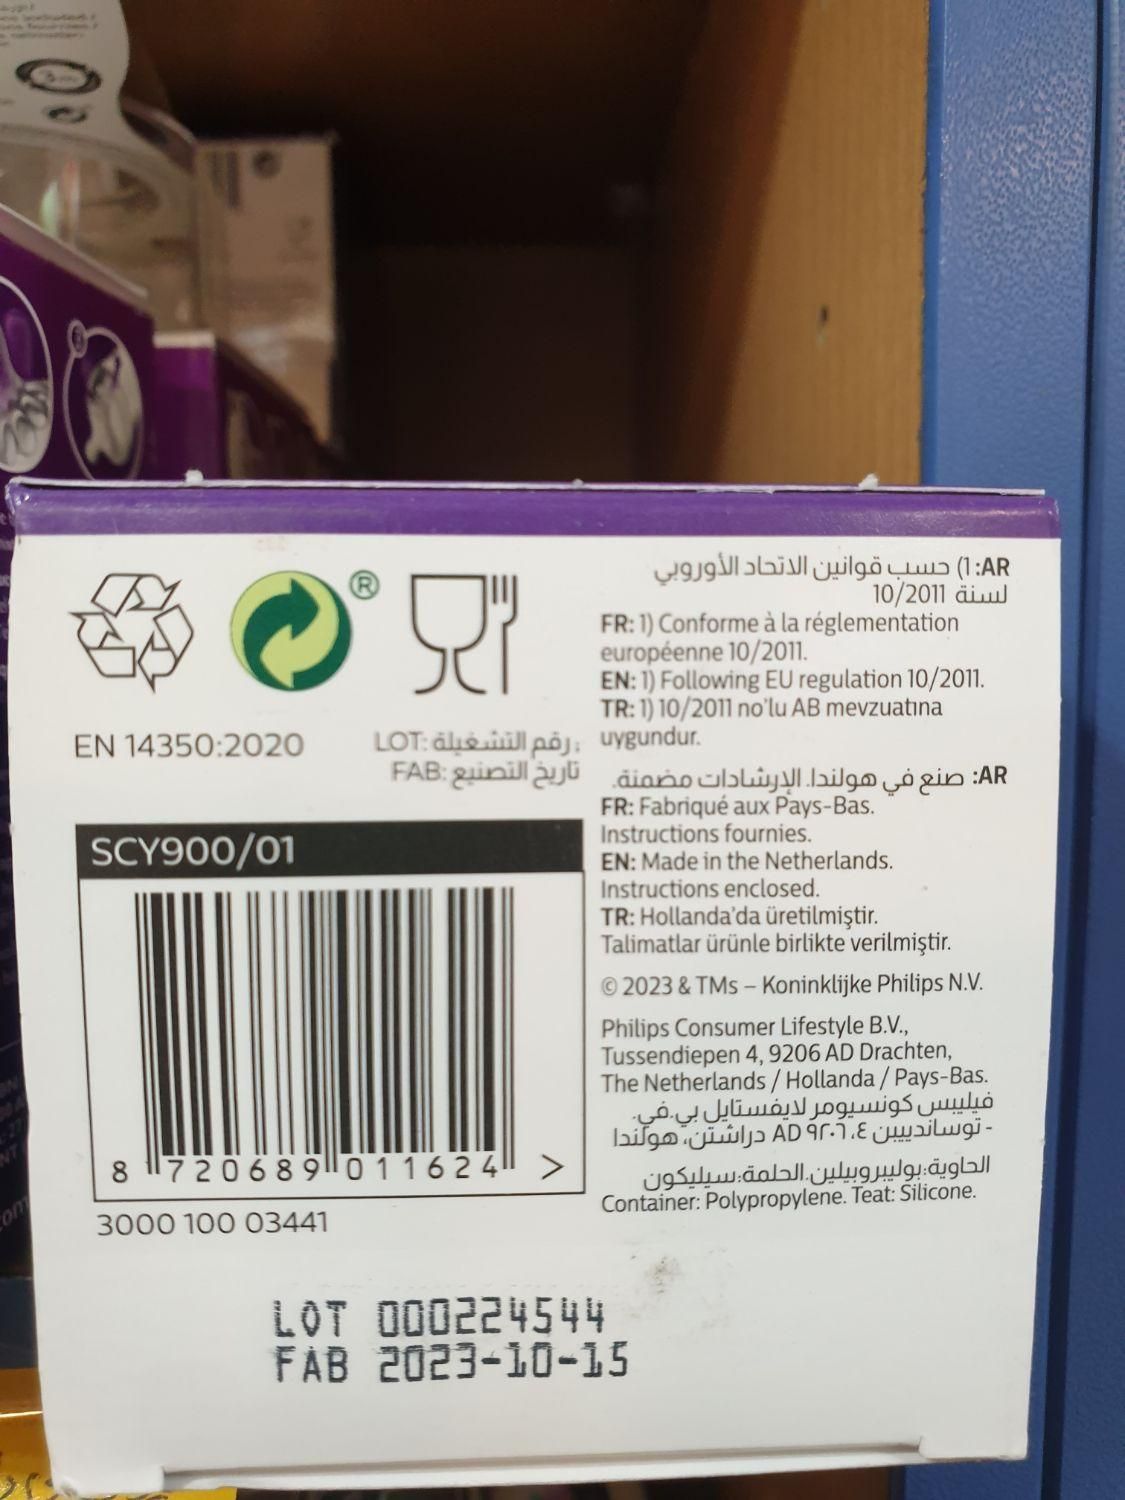 ®
EN 14350:2020
LOT: رقم التشغيلة:
FAB: تاريخ التصنيع:
SCY900/01
8 720689 011624 >
3000 100 03441
AR: 1) حسب قوانين الاتحاد الأوروبي
لسنة 10/2011
FR: 1) Conforme à la réglementation
européenne 10/2011.
EN: 1) Following EU regulation 10/2011.
TR: 1) 10/2011 no'lu AB mevzuatına
uygundur.
AR: صنع في هولندا. الإرشادات مضمنة.
FR: Fabriqué aux Pays-Bas.
Instructions fournies.
EN: Made in the Netherlands.
Instructions enclosed.
TR: Hollanda'da üretilmiştir.
Talimatlar ürünle birlikte verilmiştir.
© 2023 & TMs – Koninklijke Philips N.V.
Philips Consumer Lifestyle B.V.,
Tussendiepen 4, 9206 AD Drachten,
The Netherlands / Hollanda / Pays-Bas.
فيليبس كونسيومر لايفستايل بي.في.
- توسانديبين ٤، ٩٢٠٦ AD دراشتن، هولندا
الحاوية:بوليبروبيلين.الحلمة:سيليكون
Container: Polypropylene. Teat: Silicone.
LOT 000224544
FAB 2023-10-15